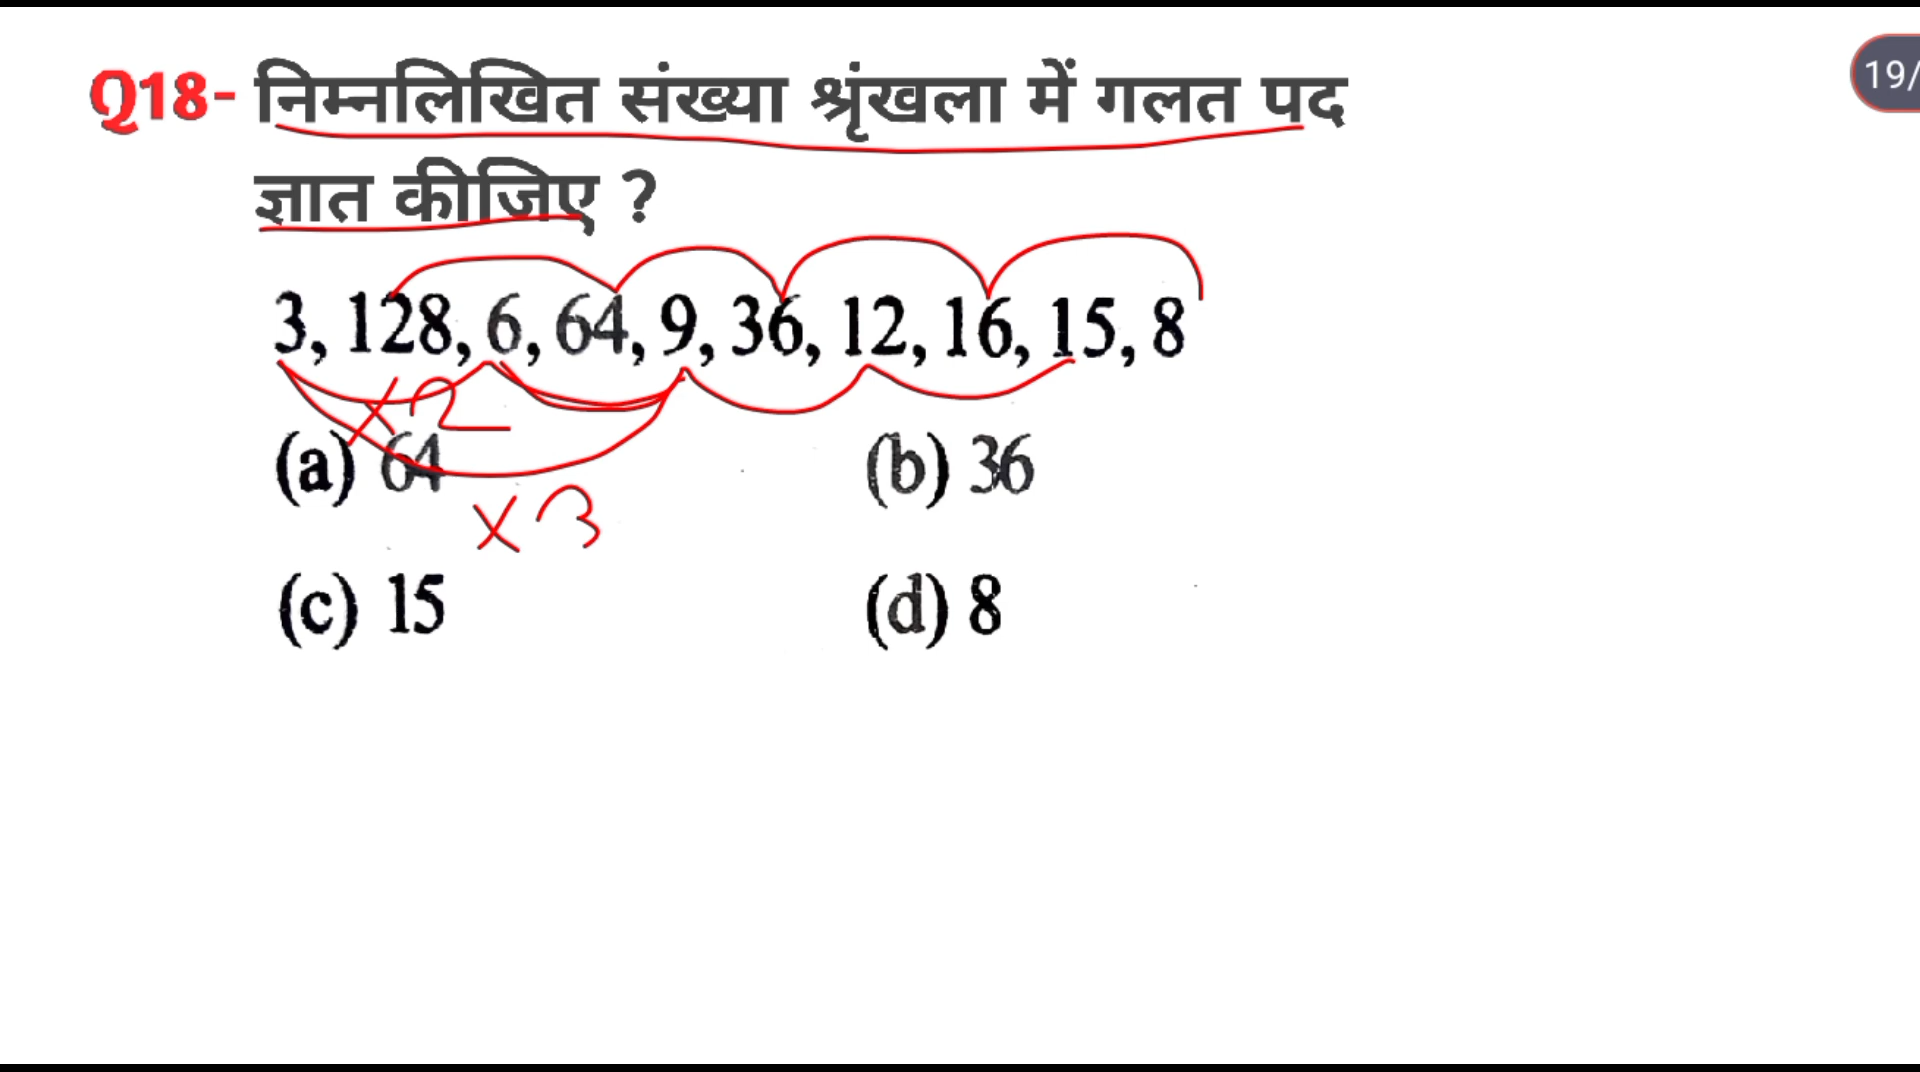 Q18- निम्नलिखित संख्या श्रृंखला में गलत पद
ज्ञात कीजिए ?
3, 128, 6, 64, 9, 36, 12, 16, 15, 8
×2
(a) 64 (b) 36
×3
(c) 15 (d) 8
19/